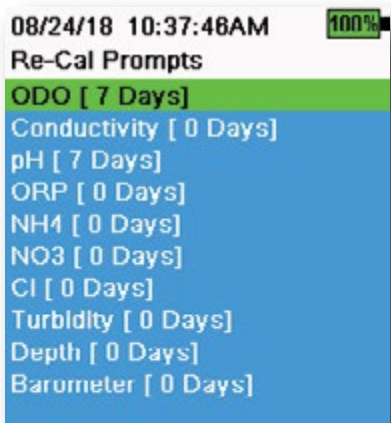 08/24/18 10:37:46AM 100%
Re-Cal Prompts
ODO [ 7 Days]
Conductivity [ 0 Days]
pH [ 7 Days]
ORP [ 0 Days]
NH4 [ 0 Days]
NO3 [ 0 Days]
Cl [ 0 Days]
Turbidity [ 0 Days]
Depth [ 0 Days]
Barometer [ 0 Days]